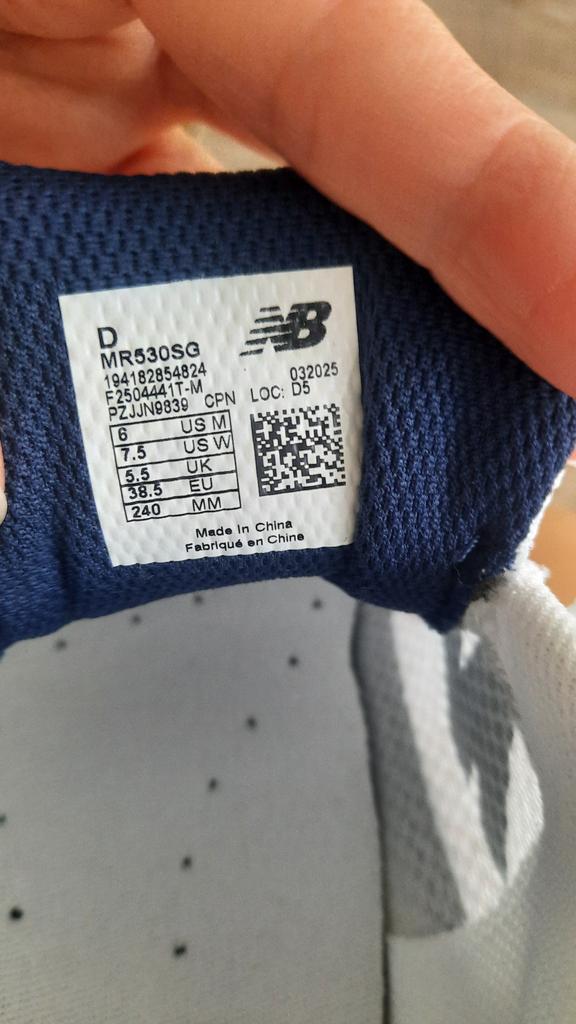 NB
D
MR530SG
194182854824 032025
F2504441T-M LOC: D5
PZJJN9839 CPN
6 US M
7.5 US W
5.5 UK
38.5 EU
240 MM
Made in China
Fabriqué en Chine